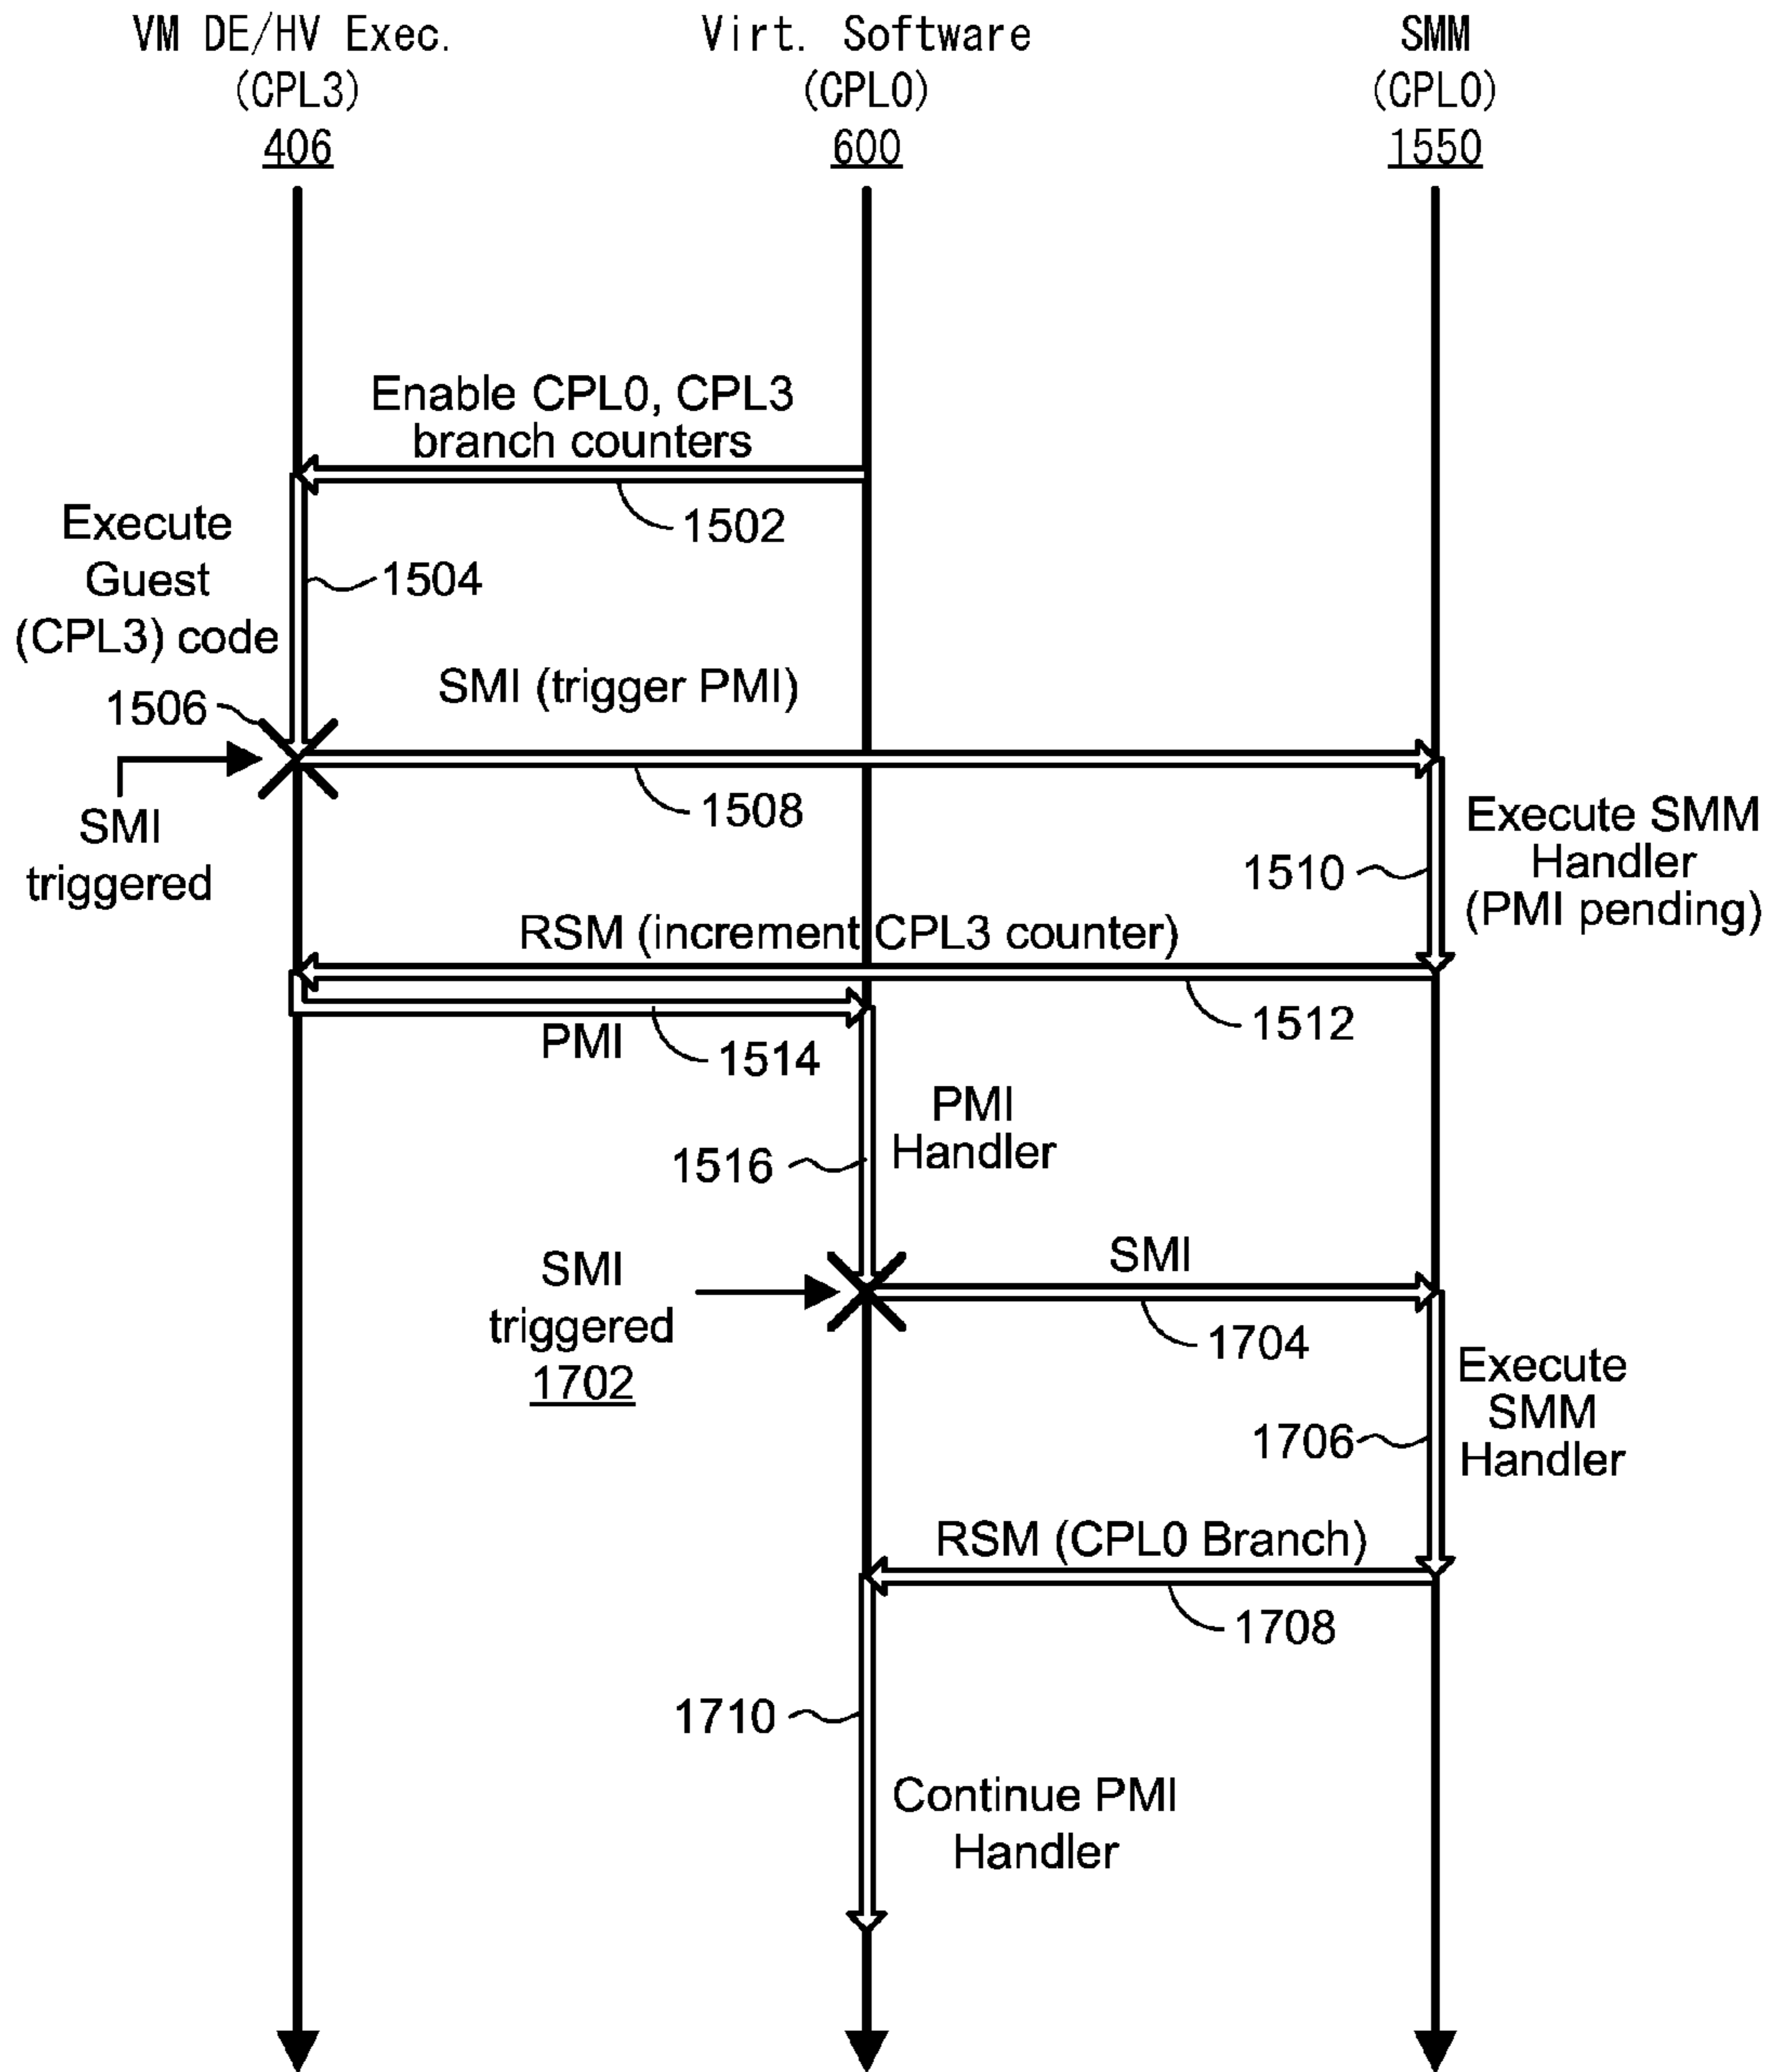 VM DE/HV Exec.
(CPL3)
406
Virt. Software
(CPL0)
600
SMM
(CPL0)
1550
Enable CPL0, CPL3
branch counters
1502
Execute
Guest
(CPL3) code
1504
1506
SMI (trigger PMI)
SMI
triggered
1508
Execute SMM
Handler
(PMI pending)
1510
RSM (increment CPL3 counter)
1512
PMI
1514
PMI
Handler
1516
SMI
triggered
1702
SMI
1704
Execute
SMM
Handler
1706
RSM (CPL0 Branch)
1708
1710
Continue PMI
Handler